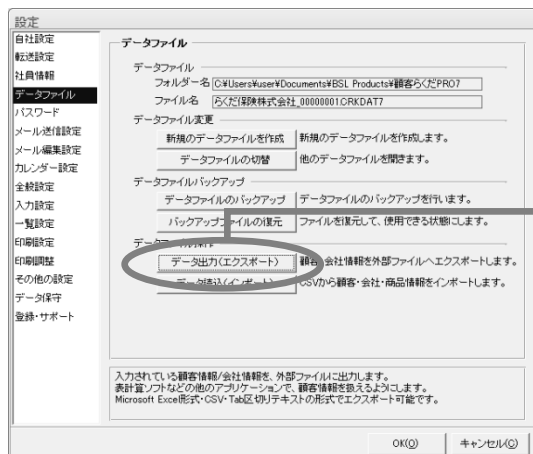 設定
自社設定
転送設定
社員情報
データファイル
パスワード
メール送信設定
メール編集設定
カレンダー設定
全般設定
入力設定
一覧設定
印刷設定
印刷調整
その他の設定
データ保守
登録・サポート
データファイル
データファイル
フォルダー名 C:¥Users¥user¥Documents¥BSL Products¥顧客らくだPRO7
ファイル名 らくだ保険株式会社_00000001.CRKDAT7
データファイル変更
新規のデータファイルを作成 新規のデータファイルを作成します。
データファイルの切替 他のデータファイルを開きます。
データファイルバックアップ
データファイルのバックアップ データファイルのバックアップを行います。
バックアップファイルの復元 ファイルを復元して、使用できる状態にします。
データ出力(エクスポート) 顧客・会社情報を外部ファイルへエクスポートします。
データ読込(インポート) CSVから顧客・会社・商品情報をインポートします。
入力されている顧客情報/会社情報を、外部ファイルに出力します。
表計算ソフトなどの他のアプリケーションで、顧客情報を扱えるようにします。
Microsoft Excel形式・CSV・Tab区切りテキストの形式でエクスポート可能です。
OK(O) キャンセル(C)